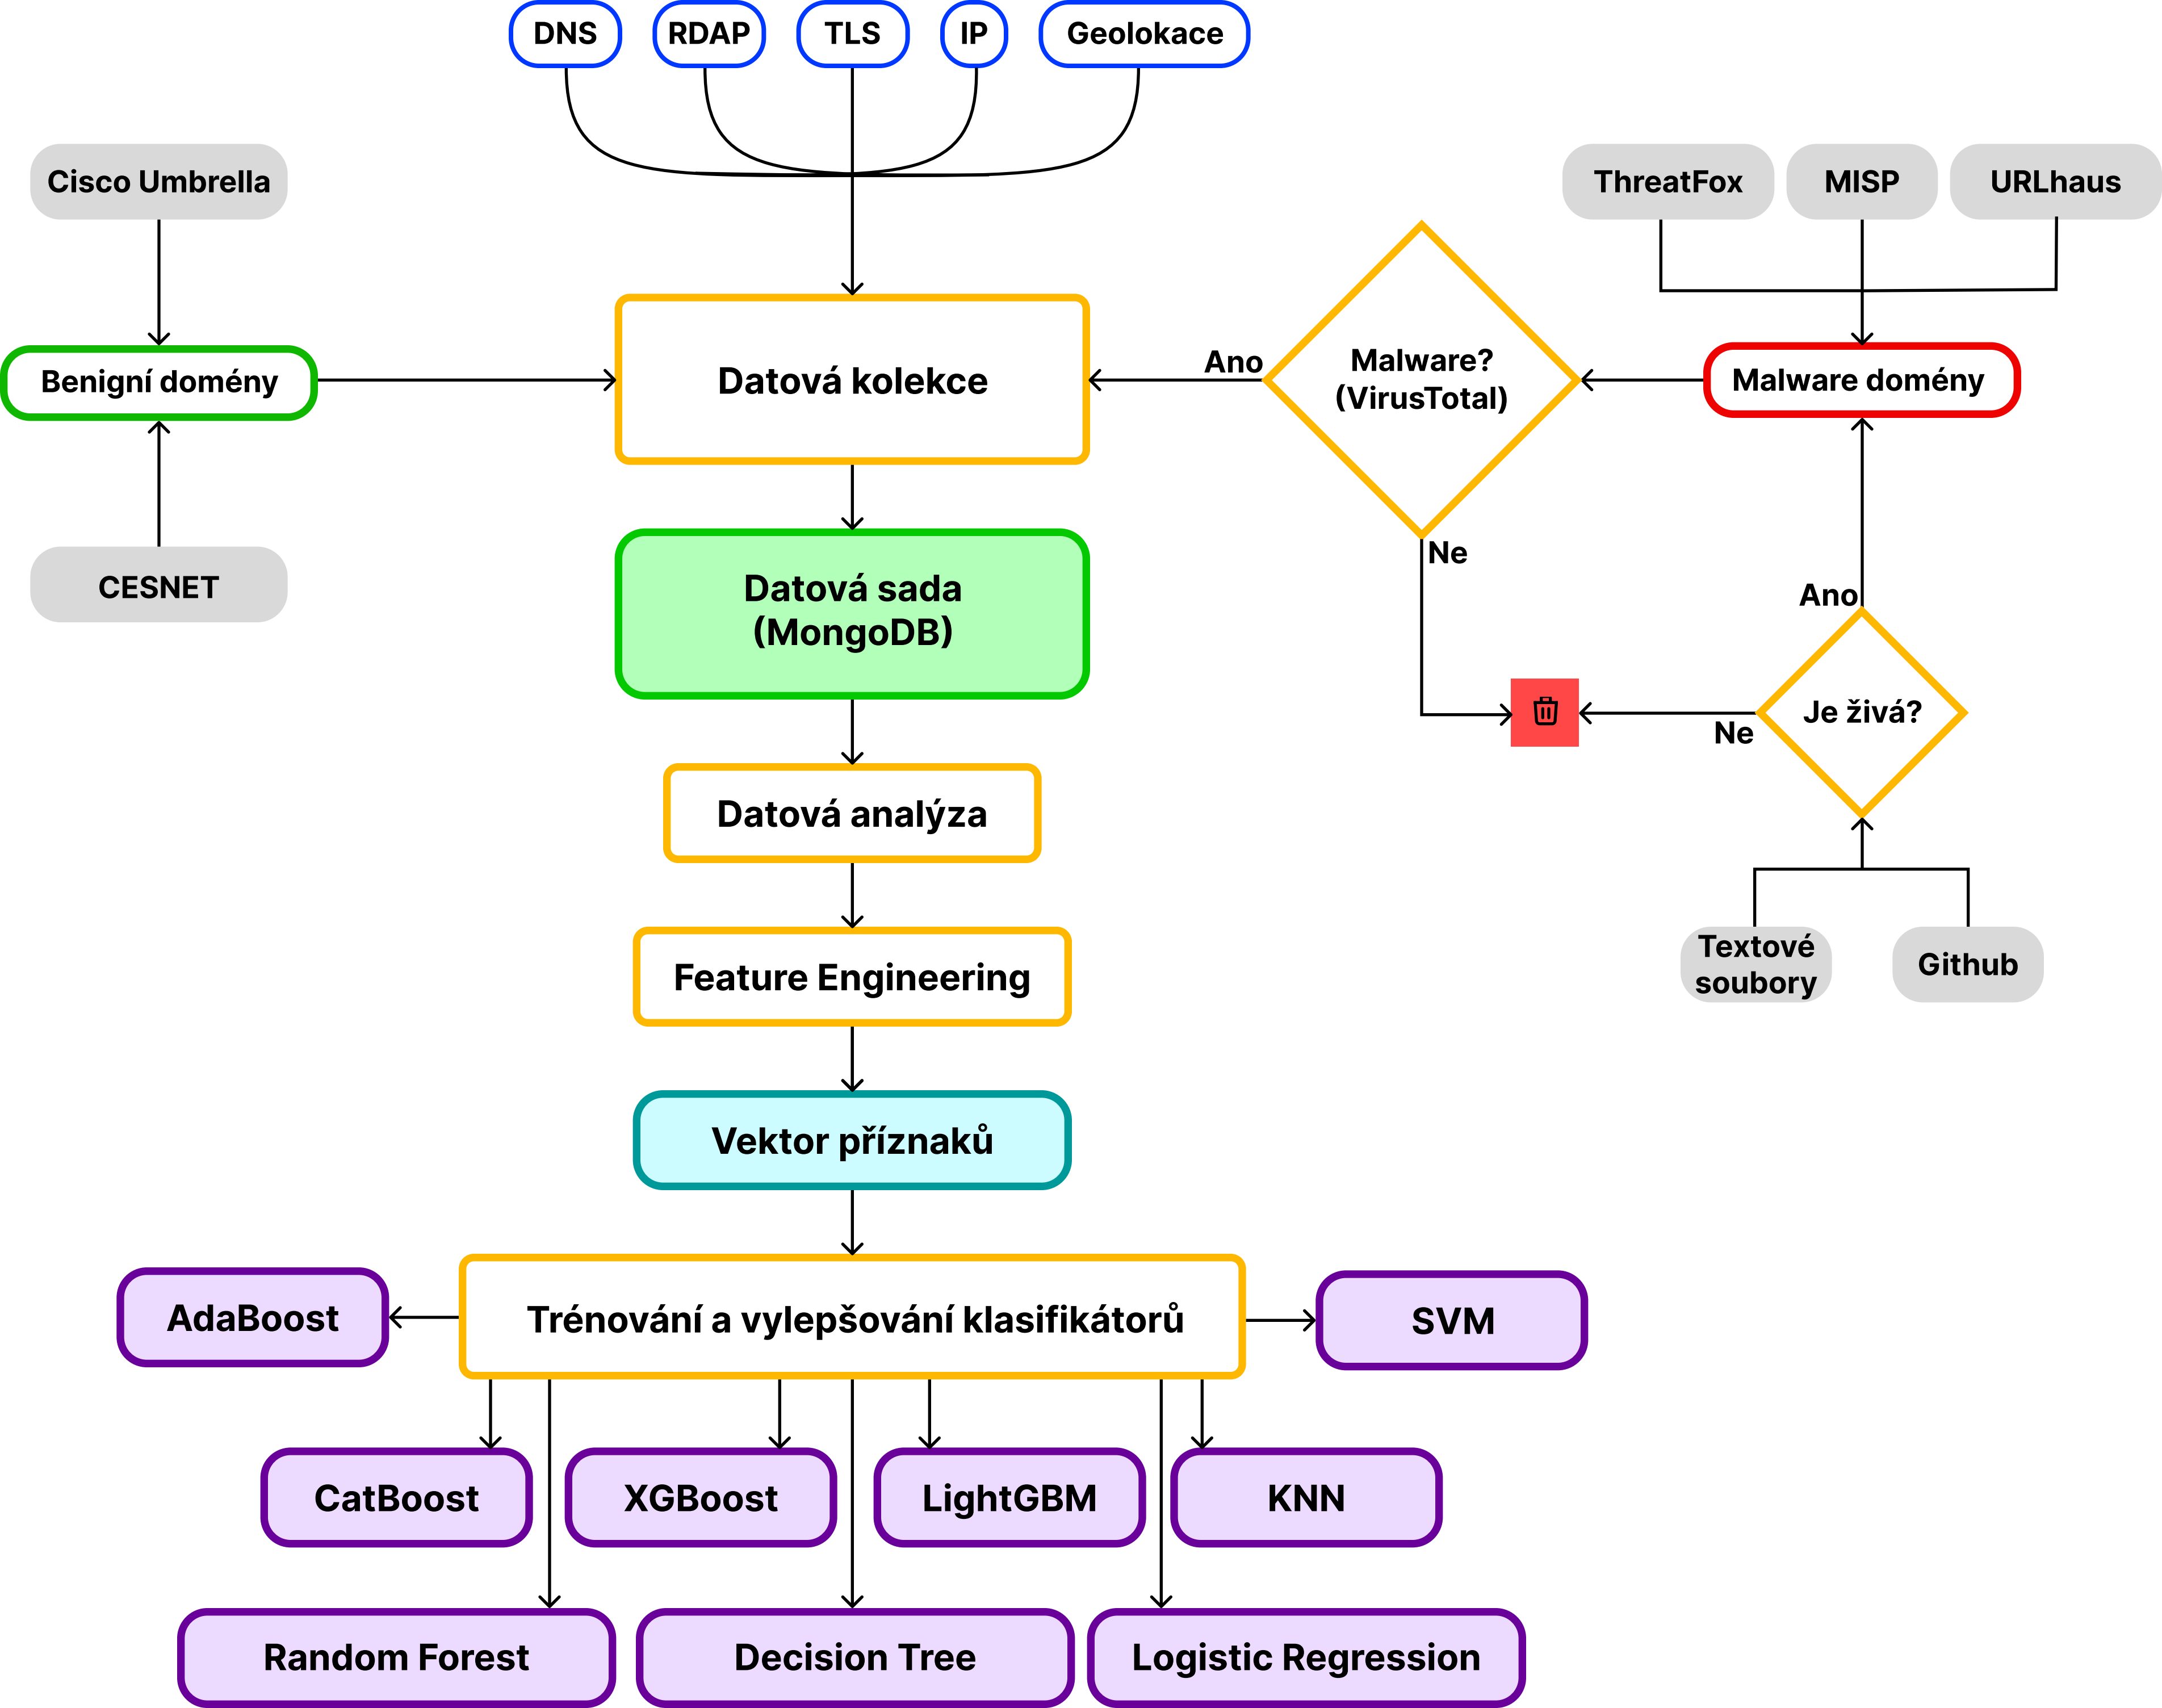 DNS
RDAP
TLS
IP
Geolokace
Cisco Umbrella
ThreatFox
MISP
URLhaus
Benigní domény
Datová kolekce
Ano
Malware?
(VirusTotal)
Malware domény
CESNET
Datová sada
(MongoDB)
Ne
Ano
Je živá?
Ne
Datová analýza
Textové
soubory
Github
Feature Engineering
Vektor příznaků
AdaBoost
Trénování a vylepšování klasifikátorů
SVM
CatBoost
XGBoost
LightGBM
KNN
Random Forest
Decision Tree
Logistic Regression